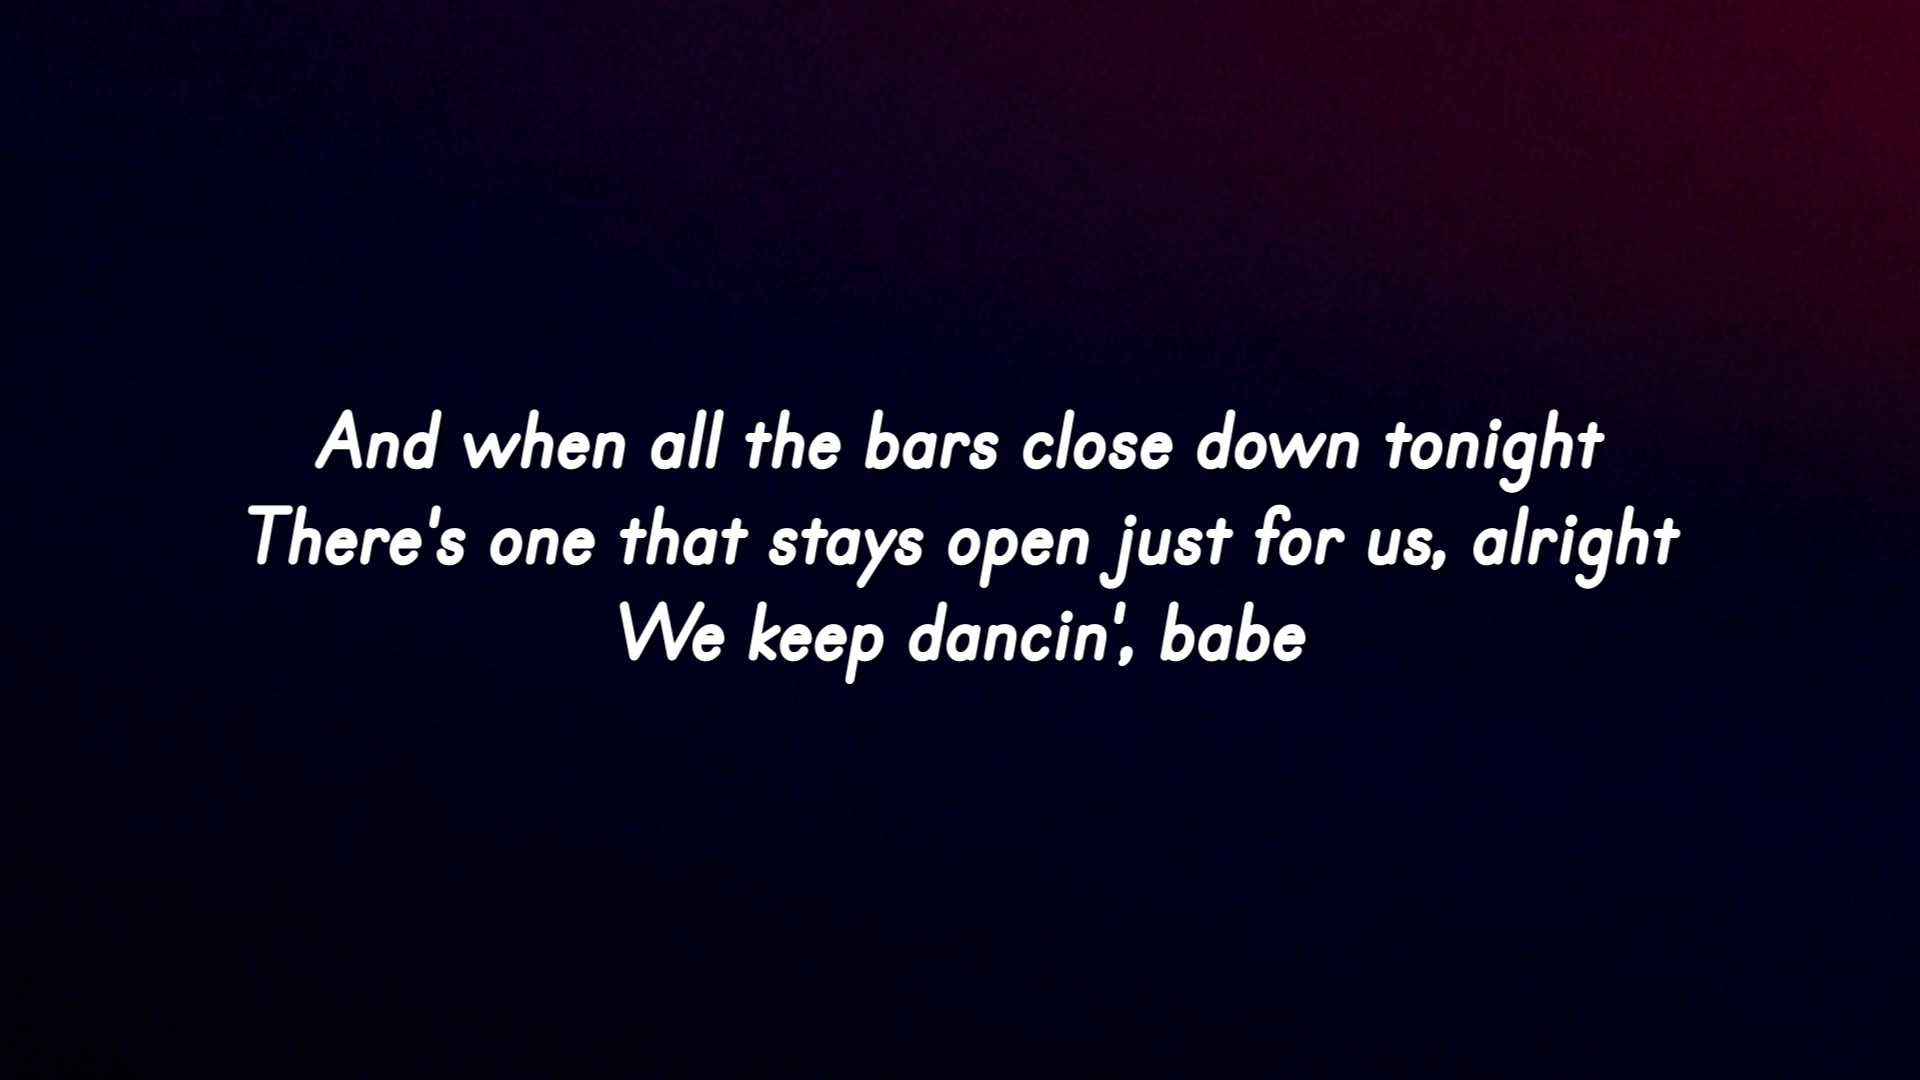 And when all the bars close down tonight
There's one that stays open just for us, alright
We keep dancin', babe